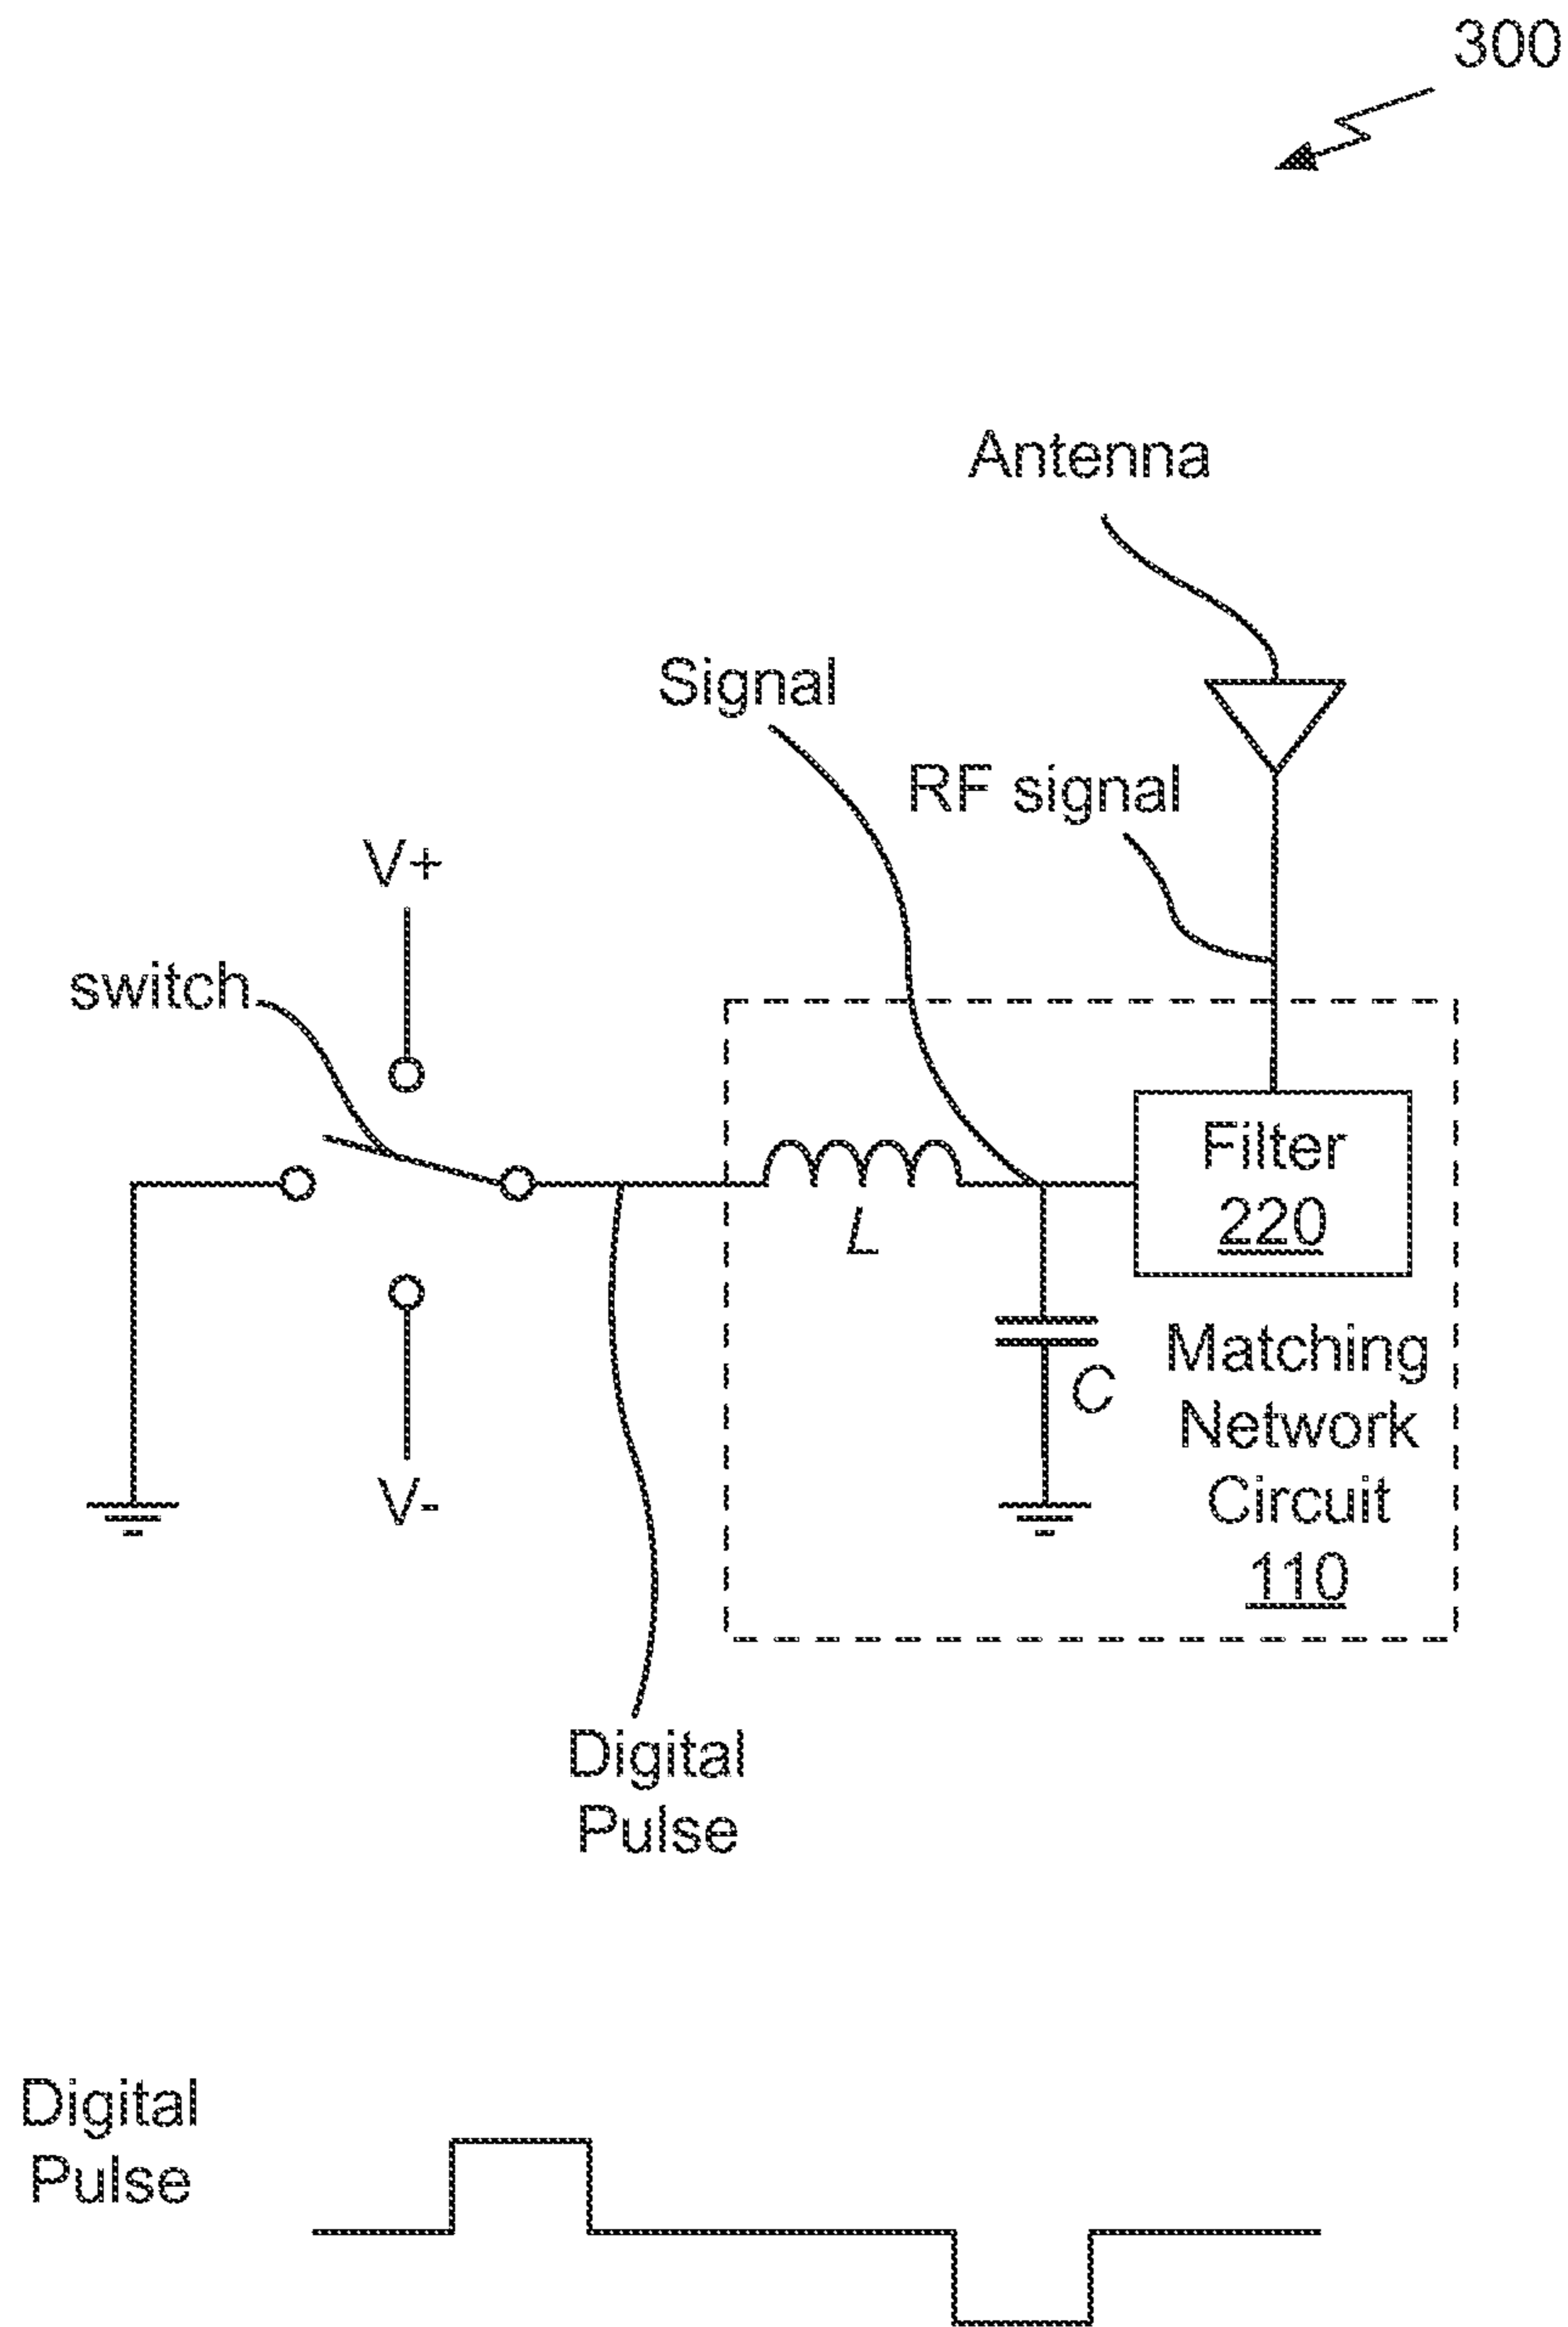 300
Antenna
Signal
RF signal
V+
switch
Filter
220
L
Matching
Network
Circuit
110
C
V-
Digital
Pulse
Digital
Pulse